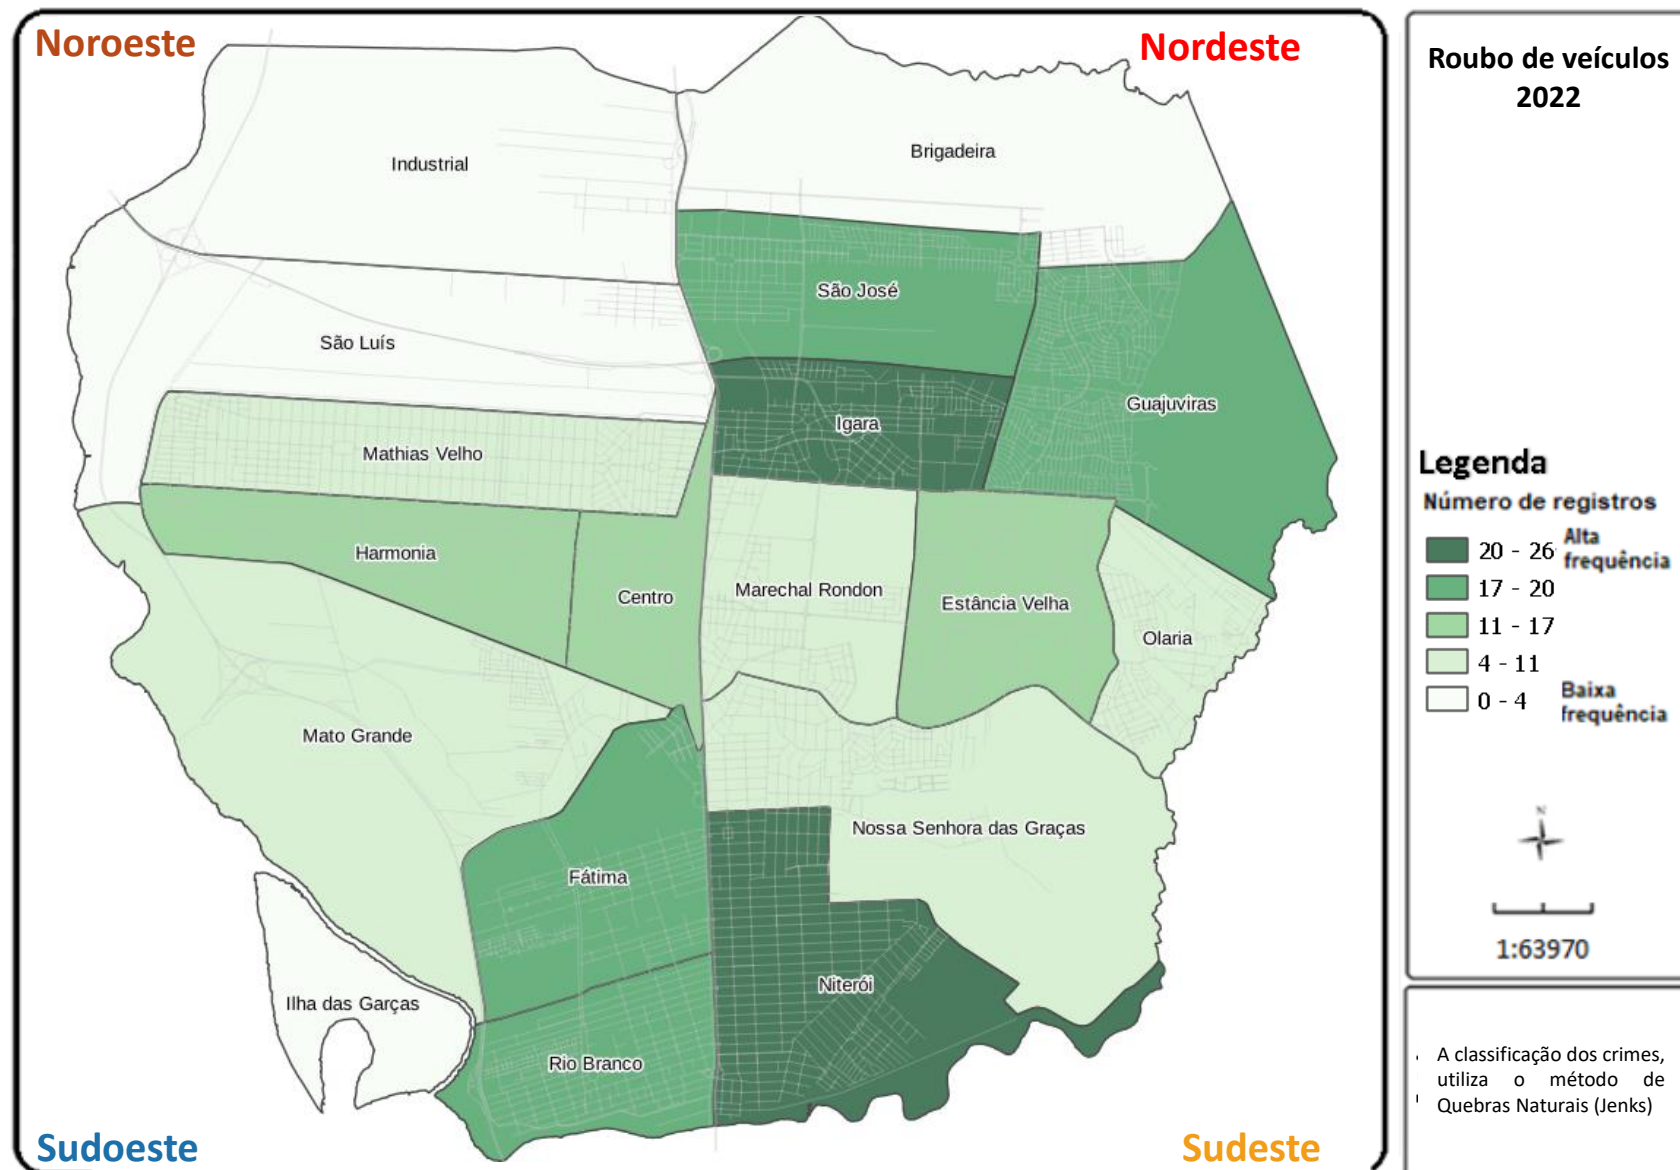 Noroeste
Nordeste
Industrial
Brigadeira
São José
São Luís
Guajuviras
Igara
Mathias Velho
Harmonia
Centro
Marechal Rondon
Estância Velha
Olaria
Mato Grande
Nossa Senhora das Graças
Fátima
Niterói
Ilha das Garças
Rio Branco
Sudoeste
Sudeste
Roubo de veículos
2022
Legenda
Número de registros
20 - 26 Alta
frequência
17 - 20
11 - 17
4 - 11
0 - 4 Baixa
frequência
N
1:63970
A classificação dos crimes,
utiliza o método de
Quebras Naturais (Jenks)